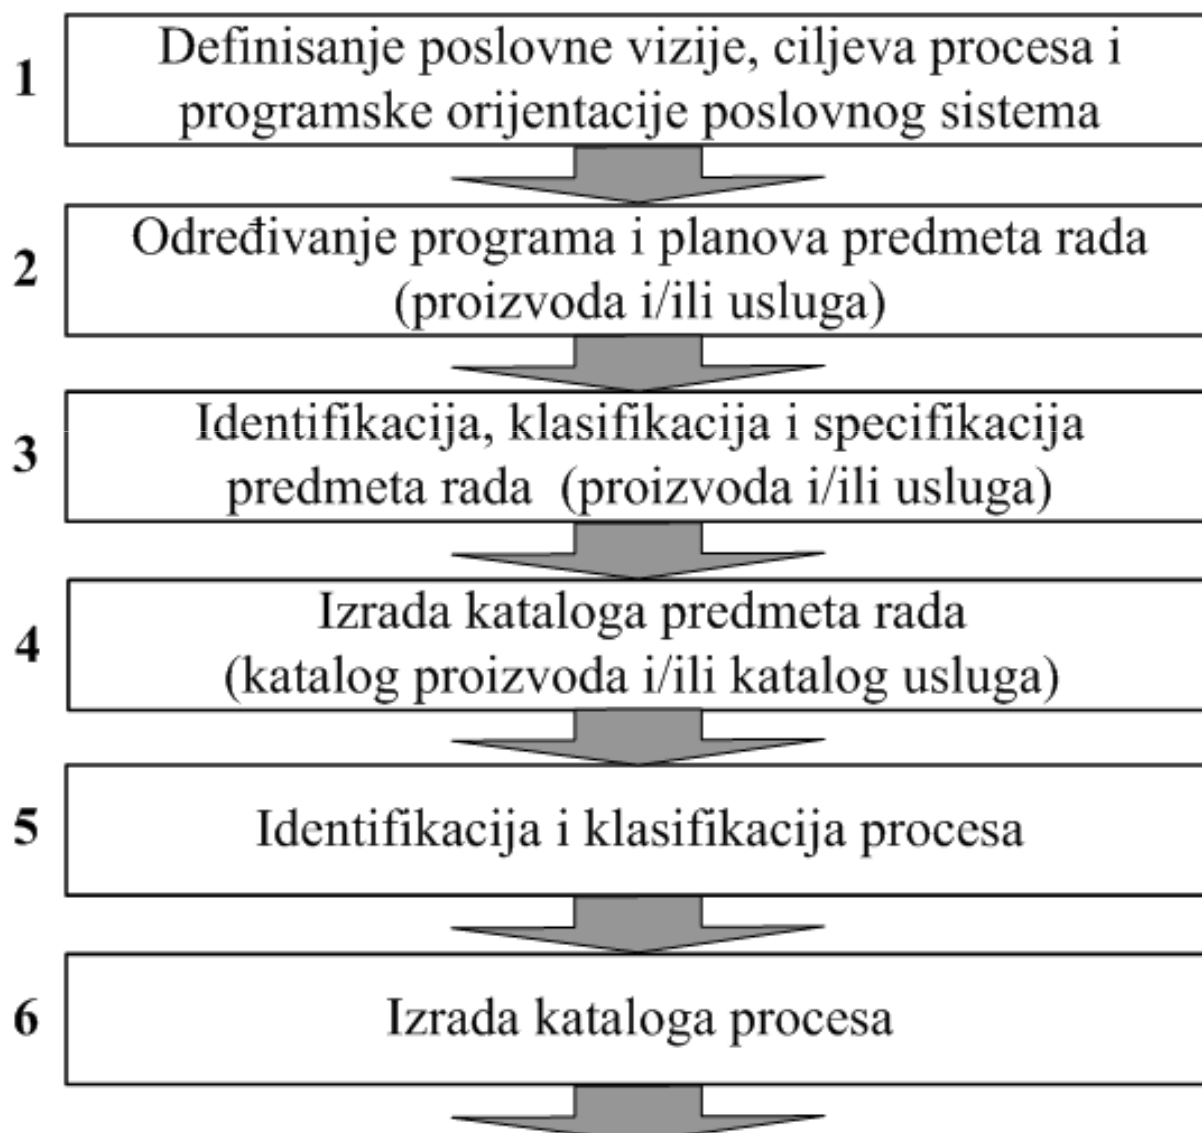 1
Definisanje poslovne vizije, ciljeva procesa i
programske orijentacije poslovnog sistema
2
Određivanje programa i planova predmeta rada
(proizvoda i/ili usluga)
3
Identifikacija, klasifikacija i specifikacija
predmeta rada (proizvoda i/ili usluga)
4
Izrada kataloga predmeta rada
(katalog proizvoda i/ili katalog usluga)
5
Identifikacija i klasifikacija procesa
6
Izrada kataloga procesa